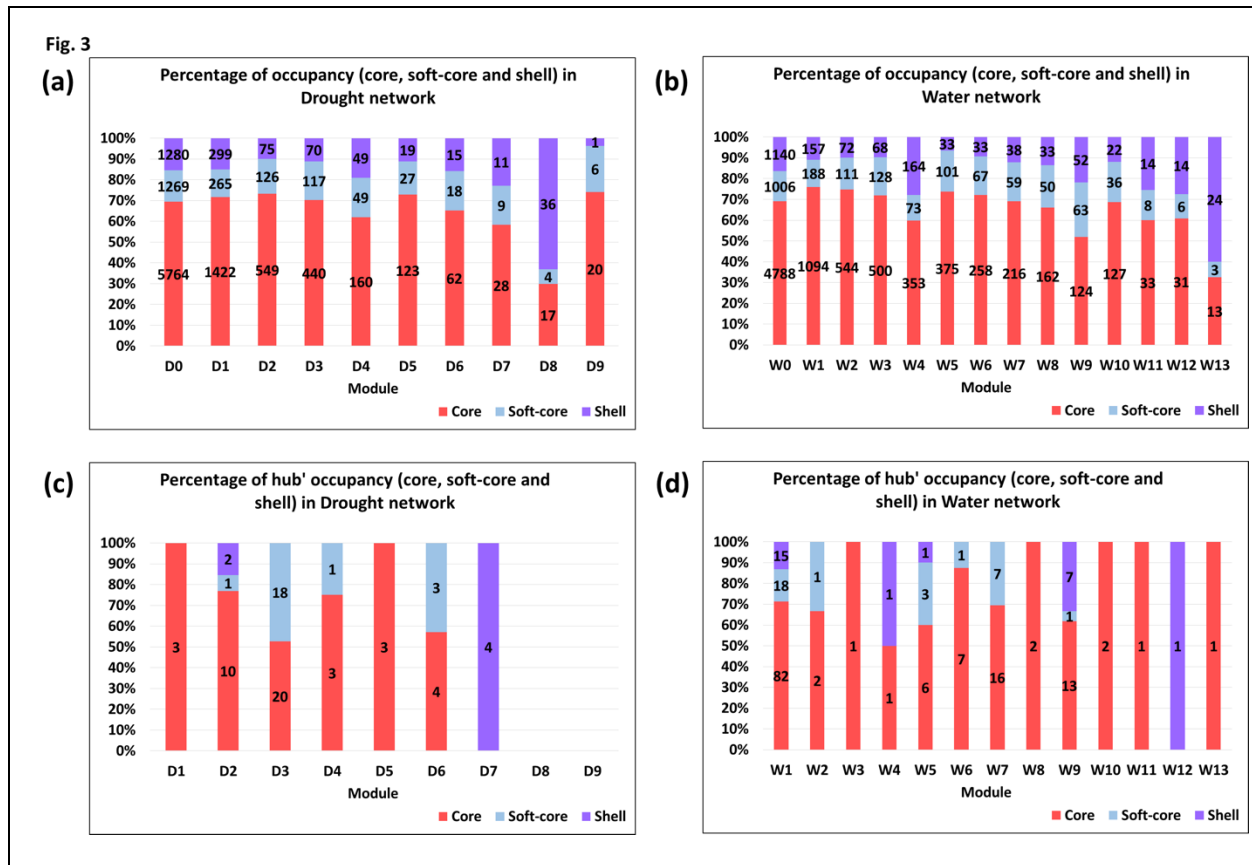 Fig. 3
(a)
Percentage of occupancy (core, soft-core and shell) in
Drought network
100%
90%
80%
70%
60%
50%
40%
30%
20%
10%
0%
1280 299 75 70 49 19 15 11 36 1
1269 265 126 117 49 27 18 9 4 6
5764 1422 549 440 160 123 62 28 17 20
D0 D1 D2 D3 D4 D5 D6 D7 D8 D9
Module
Core Soft-core Shell
(b)
Percentage of occupancy (core, soft-core and shell) in
Water network
100%
90%
80%
70%
60%
50%
40%
30%
20%
10%
0%
1140 157 72 68 164 33 33 38 33 52 22 14 14 24
1006 188 111 128 73 101 67 59 50 63 36 8 6 3
4788 1094 544 500 353 375 258 216 162 124 127 33 31 13
W0 W1 W2 W3 W4 W5 W6 W7 W8 W9 W10 W11 W12 W13
Module
Core Soft-core Shell
(c)
Percentage of hub' occupancy (core, soft-core and
shell) in Drought network
100%
90%
80%
70%
60%
50%
40%
30%
20%
10%
0%
2
1 18 1 3
3 10 20 3 3 4 4
D1 D2 D3 D4 D5 D6 D7 D8 D9
Module
Core Soft-core Shell
(d)
Percentage of hub' occupancy (core, soft-core and
shell) in Water network
100%
90%
80%
70%
60%
50%
40%
30%
20%
10%
0%
15 1 1 7
18 1 3 1 7 1
82 2 1 1 6 7 16 2 13 2 1 1 1
W1 W2 W3 W4 W5 W6 W7 W8 W9 W10 W11 W12 W13
Module
Core Soft-core Shell